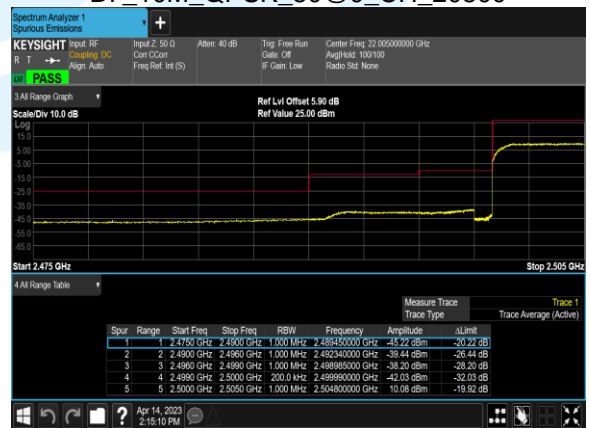 Spectrum Analyzer 1
Spurious Emissions
KEYSIGHT Input: RF Input Z: 50 Ω Atten: 40 dB Trig: Free Run Center Freq: 22.005000000 GHz
R T Coupling: DC Corr CCorr Gate: Off Avg|Hold: 100/100
Align: Auto Freq Ref: Int (S) IF Gain: Low Radio Std: None
PASS
3 All Range Graph
Ref Lvl Offset 5.90 dB
Scale/Div 10.0 dB Ref Value 25.00 dBm
Log
15.0
5.00
-5.00
-15.0
-25.0
-35.0
-45.0
-55.0
-65.0
Start 2.475 GHz Stop 2.505 GHz
4 All Range Table
Measure Trace Trace 1
Trace Type Trace Average (Active)
Spur Range Start Freq Stop Freq RBW Frequency Amplitude ΔLimit
1 1 2.4750 GHz 2.4900 GHz 1.000 MHz 2.489450000 GHz -45.22 dBm -20.22 dB
2 2 2.4900 GHz 2.4960 GHz 1.000 MHz 2.492340000 GHz -39.44 dBm -26.44 dB
3 3 2.4960 GHz 2.4990 GHz 1.000 MHz 2.498985000 GHz -38.20 dBm -28.20 dB
4 4 2.4990 GHz 2.5000 GHz 200.0 kHz 2.499990000 GHz -42.03 dBm -32.03 dB
5 5 2.5000 GHz 2.5050 GHz 1.000 MHz 2.504800000 GHz 10.08 dBm -19.92 dB
Apr 14, 2023
2:15:10 PM